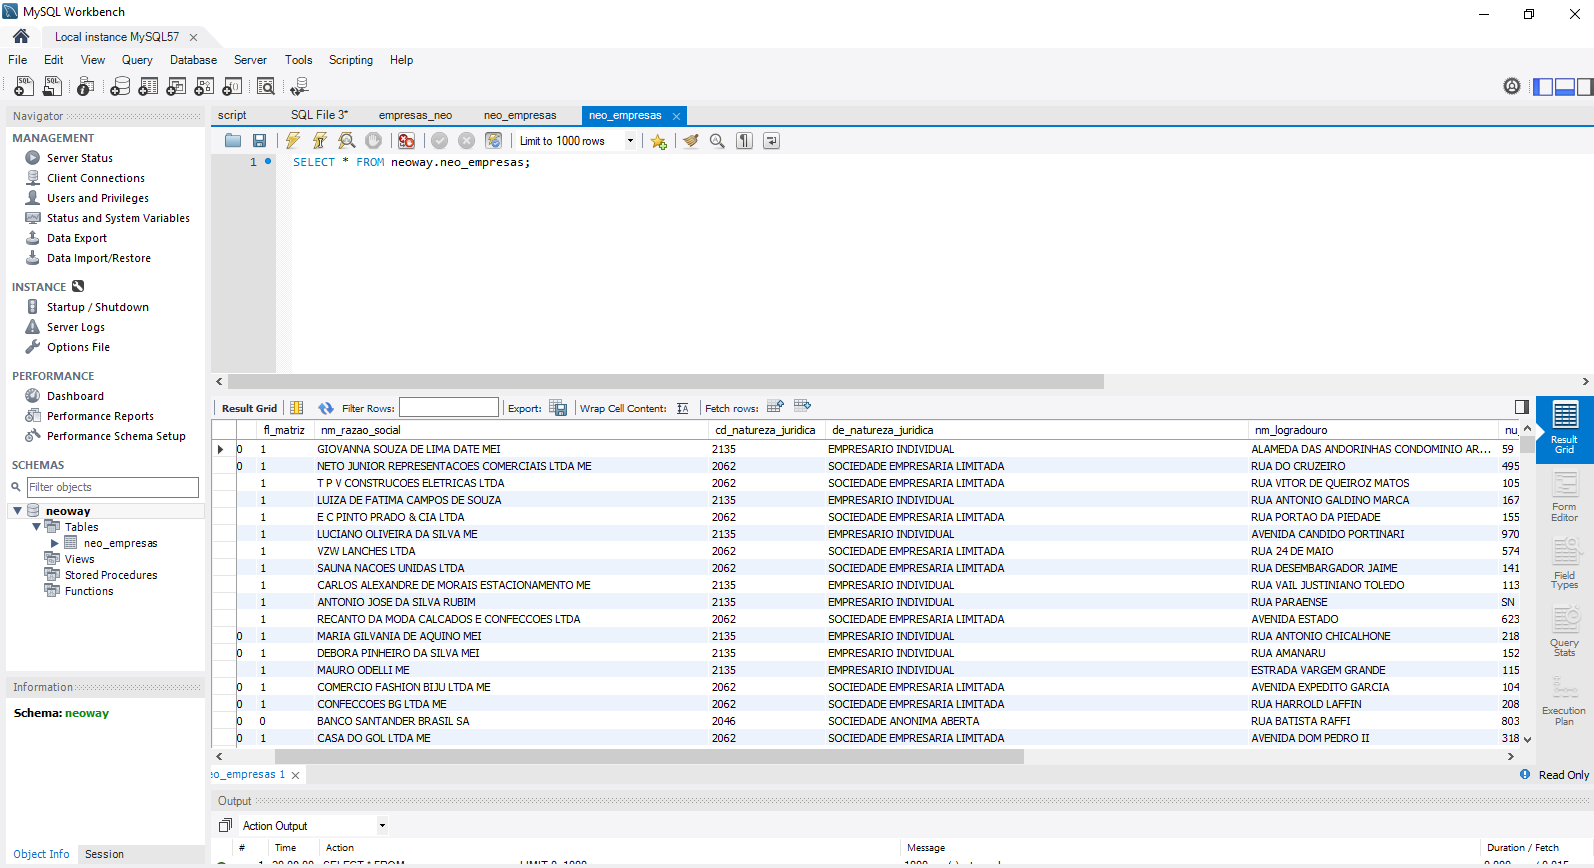 MySQL Workbench
Local instance MySQL57
File Edit View Query Database Server Tools Scripting Help
Navigator
MANAGEMENT
Server Status
Client Connections
Users and Privileges
Status and System Variables
Data Export
Data Import/Restore
INSTANCE
Startup / Shutdown
Server Logs
Options File
PERFORMANCE
Dashboard
Performance Reports
Performance Schema Setup
SCHEMAS
Filter objects
neoway
Tables
neo_empresas
Views
Stored Procedures
Functions
Information
Schema: neoway
Object Info Session
script SQL File 3* empresas_neo neo_empresas neo_empresas
Limit to 1000 rows
1 SELECT * FROM neoway.neo_empresas;
Result Grid Filter Rows: Export: Wrap Cell Content: Fetch rows:
fl_matriz nm_razao_social cd_natureza_juridica de_natureza_juridica nm_logradouro nu_
0 1 GIOVANNA SOUZA DE LIMA DATE MEI 2135 EMPRESARIO INDIVIDUAL ALAMEDA DAS ANDORINHAS CONDOMINIO AR... 59
0 1 NETO JUNIOR REPRESENTACOES COMERCIAIS LTDA ME 2062 SOCIEDADE EMPRESARIA LIMITADA RUA DO CRUZEIRO 495
1 T P V CONSTRUCOES ELETRICAS LTDA 2062 SOCIEDADE EMPRESARIA LIMITADA RUA VITOR DE QUEIROZ MATOS 105
1 LUIZA DE FATIMA CAMPOS DE SOUZA 2135 EMPRESARIO INDIVIDUAL RUA ANTONIO GALDINO MARCA 167
1 E C PINTO PRADO & CIA LTDA 2062 SOCIEDADE EMPRESARIA LIMITADA RUA PORTAO DA PIEDADE 155
1 LUCIANO OLIVEIRA DA SILVA ME 2135 EMPRESARIO INDIVIDUAL AVENIDA CANDIDO PORTINARI 970
1 VZW LANCHES LTDA 2062 SOCIEDADE EMPRESARIA LIMITADA RUA 24 DE MAIO 574
1 SAUNA NACOES UNIDAS LTDA 2062 SOCIEDADE EMPRESARIA LIMITADA RUA DESEMBARGADOR JAIME 141
1 CARLOS ALEXANDRE DE MORAIS ESTACIONAMENTO ME 2135 EMPRESARIO INDIVIDUAL RUA VAIL JUSTINIANO TOLEDO 113
1 ANTONIO JOSE DA SILVA RUBIM 2135 EMPRESARIO INDIVIDUAL RUA PARAENSE SN
1 RECANTO DA MODA CALCADOS E CONFECCOES LTDA 2062 SOCIEDADE EMPRESARIA LIMITADA AVENIDA ESTADO 623
0 1 MARIA GILVANIA DE AQUINO MEI 2135 EMPRESARIO INDIVIDUAL RUA ANTONIO CHICALHONE 218
0 1 DEBORA PINHEIRO DA SILVA MEI 2135 EMPRESARIO INDIVIDUAL RUA AMANARU 152
1 MAURO ODELLI ME 2135 EMPRESARIO INDIVIDUAL ESTRADA VARGEM GRANDE 115
0 1 COMERCIO FASHION BIJU LTDA ME 2062 SOCIEDADE EMPRESARIA LIMITADA AVENIDA EXPEDITO GARCIA 104
0 1 CONFECCOES BG LTDA ME 2062 SOCIEDADE EMPRESARIA LIMITADA RUA HARROLD LAFFIN 208
0 0 BANCO SANTANDER BRASIL SA 2046 SOCIEDADE ANONIMA ABERTA RUA BATISTA RAFFI 803
0 1 CASA DO GOL LTDA ME 2062 SOCIEDADE EMPRESARIA LIMITADA AVENIDA DOM PEDRO II 318
Result Grid
Form Editor
Field Types
Query Stats
Execution Plan
eo_empresas 1 Read Only
Output
Action Output
# Time Action Message Duration / Fetch